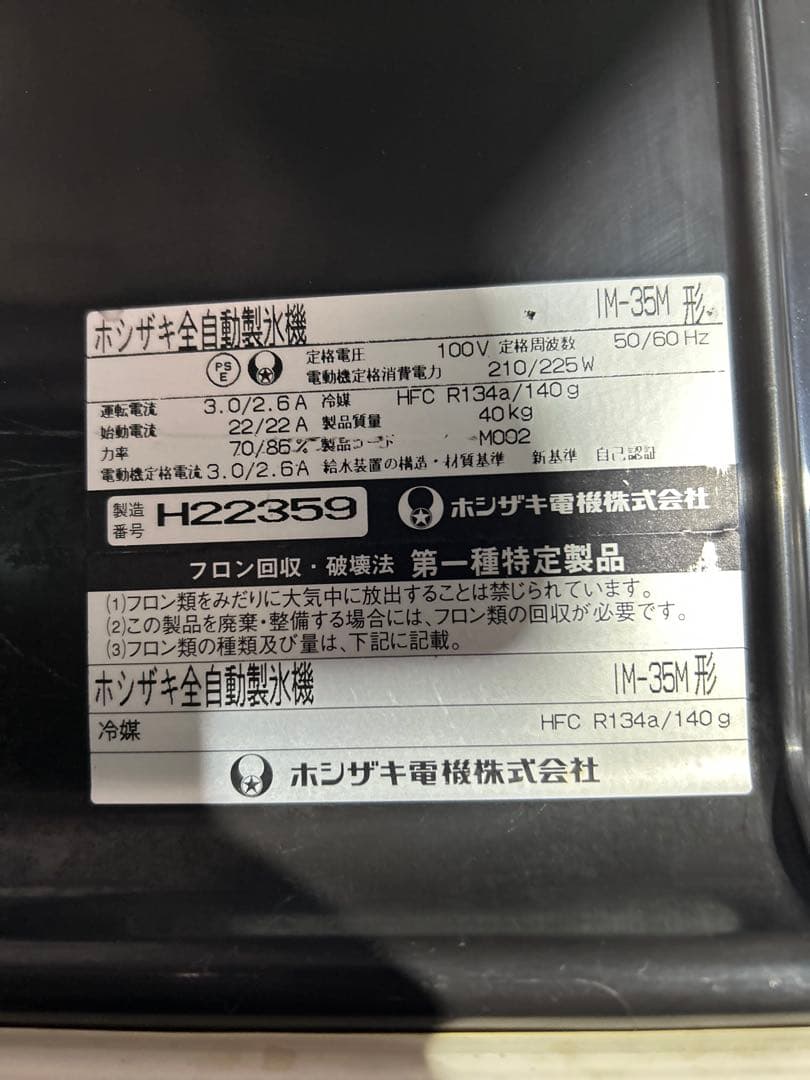 ホシザキ全自動製氷機 IM-35M 形
PS E 定格電圧 100V 定格周波数 50/60Hz
電動機定格消費電力 210/225W
運転電流 3.0/2.6A 冷媒 HFC R134a/140g
始動電流 22/22A 製品質量 40kg
力率 70/86% 製品コード M002
電動機定格電流 3.0/2.6A 給水装置の構造・材質基準 新基準 自己認証
製造番号 H22359 ホシザキ電機株式会社
フロン回収・破壊法 第一種特定製品
(1)フロン類をみだりに大気中に放出することは禁じられています。
(2)この製品を廃棄・整備する場合には、フロン類の回収が必要です。
(3)フロン類の種類及び量は、下記に記載。
ホシザキ全自動製氷機 IM-35M 形
冷媒 HFC R134a/140g
ホシザキ電機株式会社